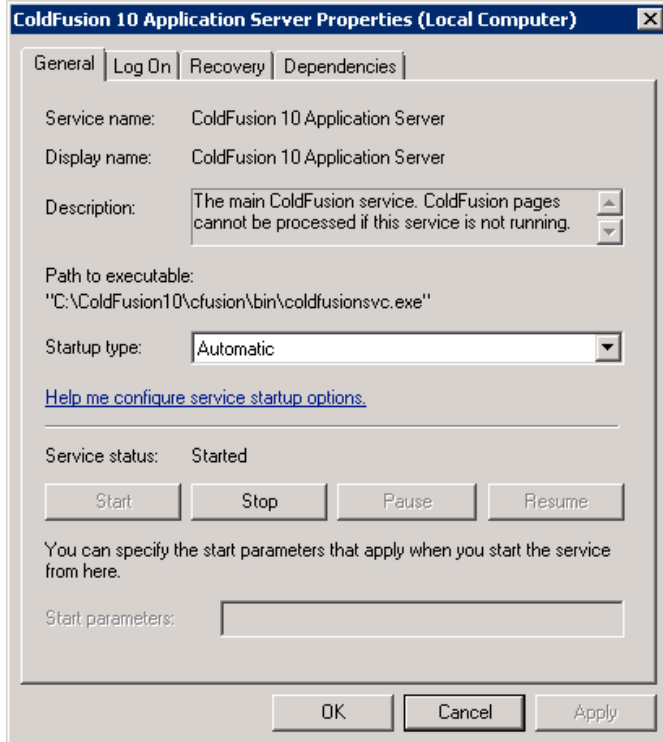 ColdFusion 10 Application Server Properties (Local Computer)
General Log On Recovery Dependencies
Service name: ColdFusion 10 Application Server
Display name: ColdFusion 10 Application Server
Description: The main ColdFusion service. ColdFusion pages
cannot be processed if this service is not running.
Path to executable:
"C:\ColdFusion10\cfusion\bin\coldfusionsvc.exe"
Startup type: Automatic
Help me configure service startup options.
Service status: Started
Start Stop Pause Resume
You can specify the start parameters that apply when you start the service
from here.
Start parameters:
OK Cancel Apply